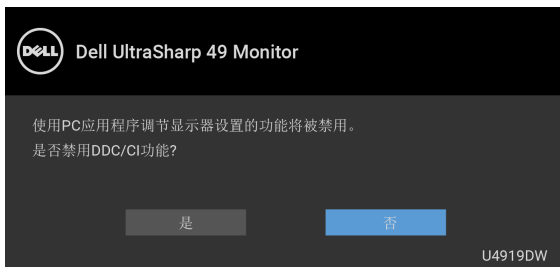 DELL
Dell UltraSharp 49 Monitor
使用PC应用程序调节显示器设置的功能将被禁用。
是否禁用DDC/CI功能?
是
否
U4919DW